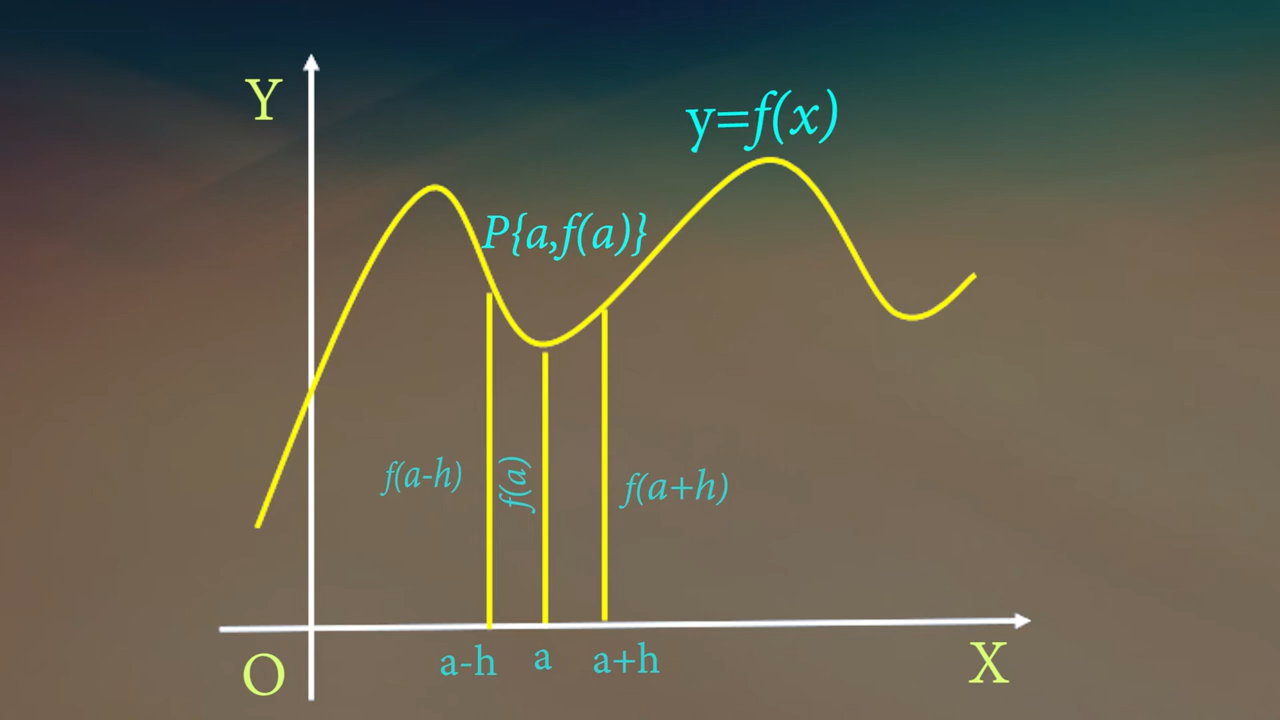 Y
y=f(x)
P{a,f(a)}
f(a-h)
f(a)
f(a+h)
O
a-h
a
a+h
X